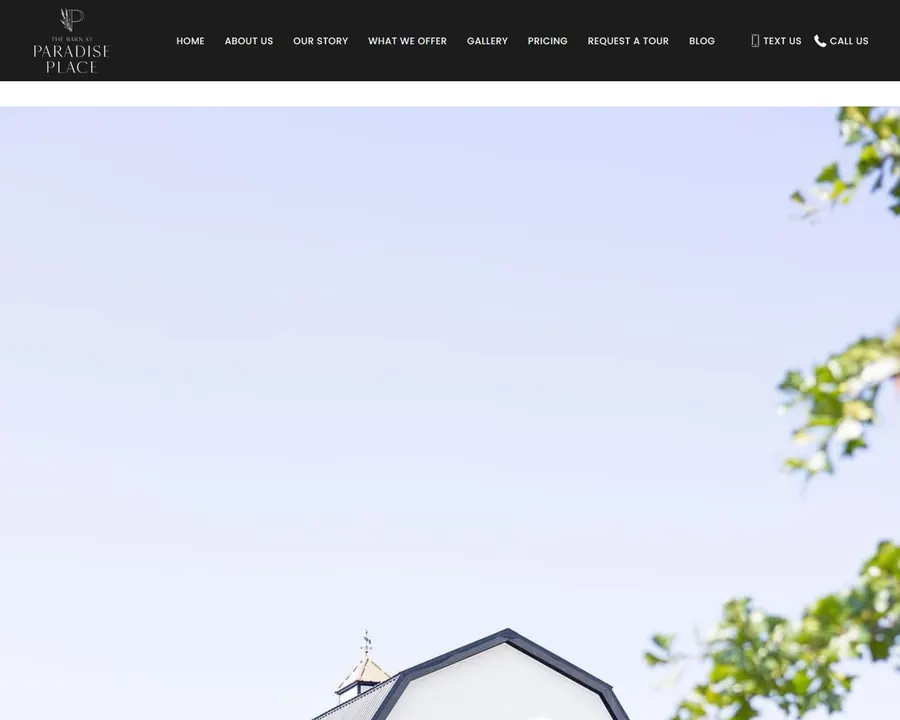 THE BARN AT
PARADISE
PLACE
HOME
ABOUT US
OUR STORY
WHAT WE OFFER
GALLERY
PRICING
REQUEST A TOUR
BLOG
TEXT US
CALL US